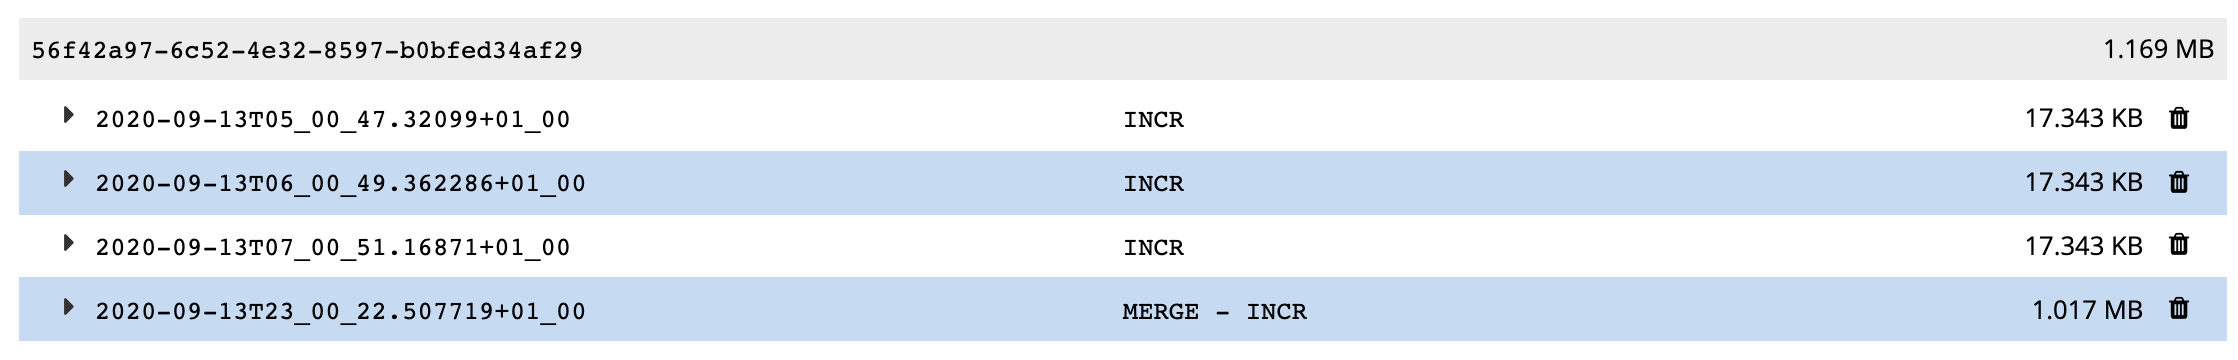 56f42a97-6c52-4e32-8597-b0bfed34af29 1.169 MB
2020-09-13T05_00_47.32099+01_00 INCR 17.343 KB
2020-09-13T06_00_49.362286+01_00 INCR 17.343 KB
2020-09-13T07_00_51.16871+01_00 INCR 17.343 KB
2020-09-13T23_00_22.507719+01_00 MERGE - INCR 1.017 MB